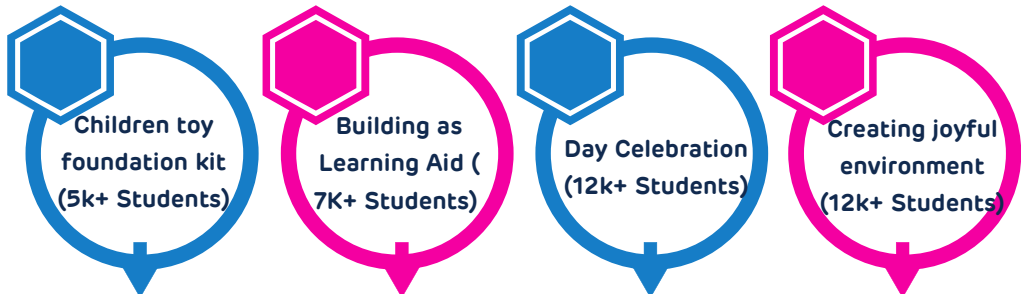 Children toy
foundation kit
(5k+ Students)
Building as
Learning Aid (
7K+ Students)
Day Celebration
(12k+ Students)
Creating joyful
environment
(12k+ Students)